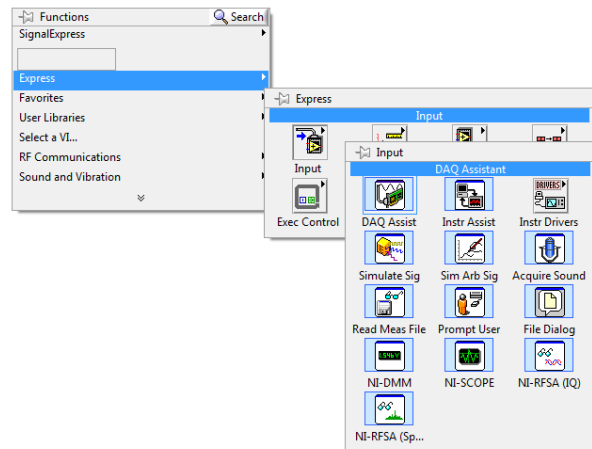 Functions
Search
SignalExpress
Express
Favorites
User Libraries
Select a VI...
RF Communications
Sound and Vibration
Express
Input
Input
Exec Control
Input
DAQ Assistant
DAQ Assist Instr Assist Instr Drivers
DRIVERS
Simulate Sig Sim Arb Sig Acquire Sound
Read Meas File Prompt User File Dialog
NI-DMM NI-SCOPE NI-RFSA (IQ)
NI-RFSA (Sp...